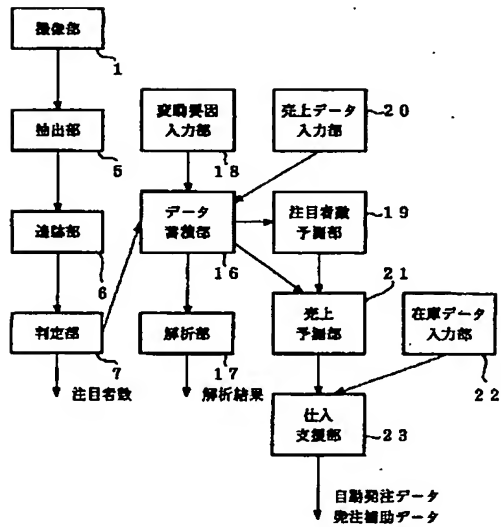 撮像部
1
抽出部
5
追跡部
6
判定部
7
注目者数
変動要因
入力部
18
売上データ
入力部
20
データ
蓄積部
16
注目者数
予測部
19
解析部
17
解析結果
売上
予測部
21
在庫データ
入力部
22
仕入
支援部
23
自動発注データ
発注補助データ